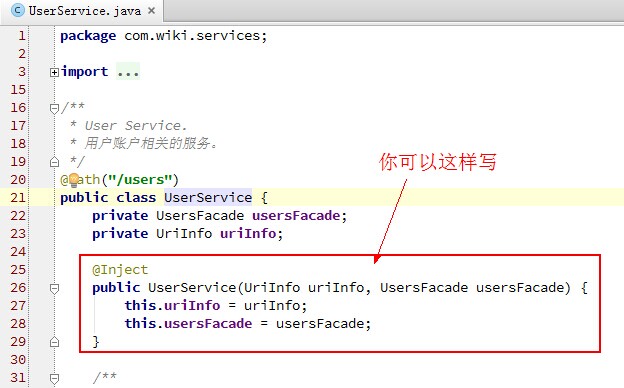 UserService.java ×
1 package com.wiki.services;
2
3 import ...
15
16 /**
17 * User Service.
18 * 用户账户相关的服务。
19 */
你可以这样写
20 @Path("/users")
21 public class UserService {
22 private UsersFacade usersFacade;
23 private UriInfo uriInfo;
24
25 @Inject
26 public UserService(UriInfo uriInfo, UsersFacade usersFacade) {
27 this.uriInfo = uriInfo;
28 this.usersFacade = usersFacade;
29 }
30
31 /**